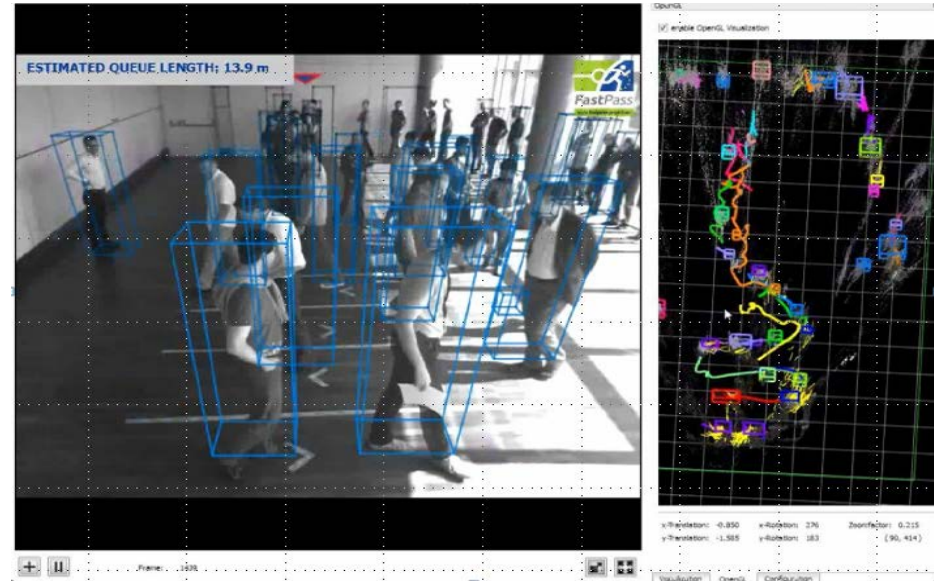 OpenGL
enable OpenGL Visualization
ESTIMATED QUEUE LENGTH: 13.9 m
FastPass
x-Translation: -0.850 x-Rotation: 276 Zoomfactor: 0.215
y-Translation: -1.585 y-Rotation: 183 (90, 414)
Frame:
Visualisation OpenGL Configuration